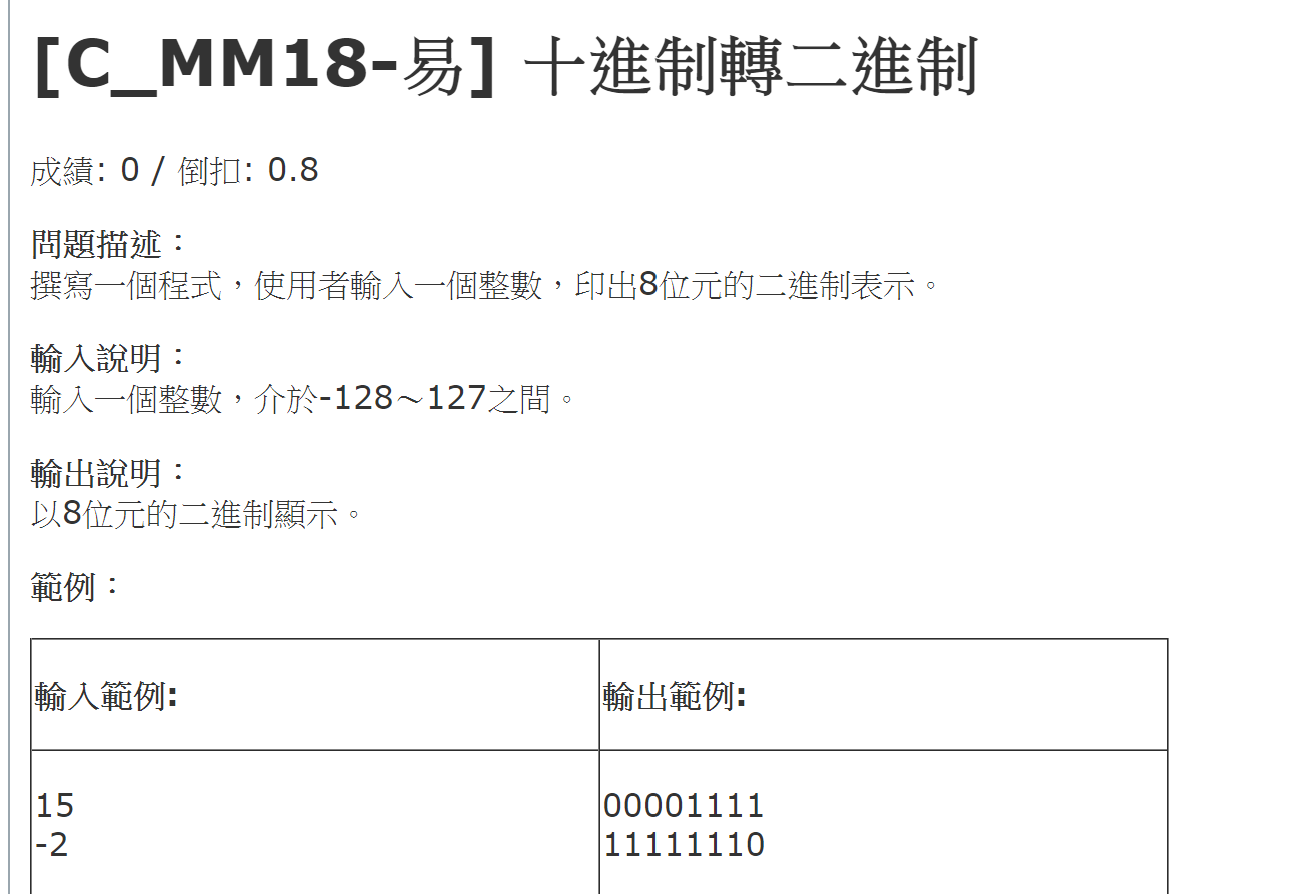 [C_MM18-易] 十進制轉二進制
成績: 0 / 倒扣: 0.8
問題描述：
撰寫一個程式，使用者輸入一個整數，印出8位元的二進制表示。
輸入說明：
輸入一個整數，介於-128～127之間。
輸出說明：
以8位元的二進制顯示。
範例：
輸入範例:
輸出範例:
15
-2
00001111
11111110